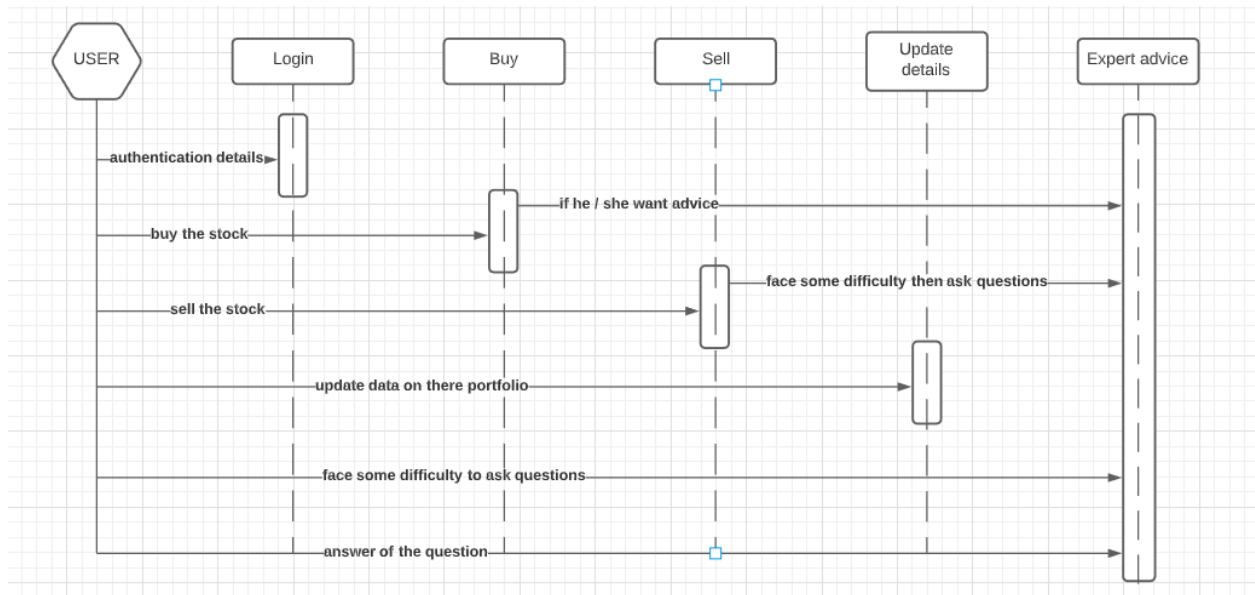 USER
Login
Buy
Sell
Update
details
Expert advice
authentication details
if he / she want advice
buy the stock
face some difficulty then ask questions
sell the stock
update data on there portfolio
face some difficulty to ask questions
answer of the question